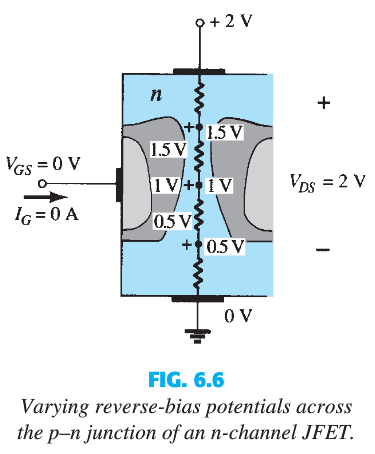 + 2 V
n
+
+
1.5 V
1.5 V
V_GS = 0 V
1 V
+
1 V
V_DS = 2 V
I_G = 0 A
0.5 V
+
0.5 V
−
0 V
FIG. 6.6
Varying reverse-bias potentials across
the p–n junction of an n-channel JFET.